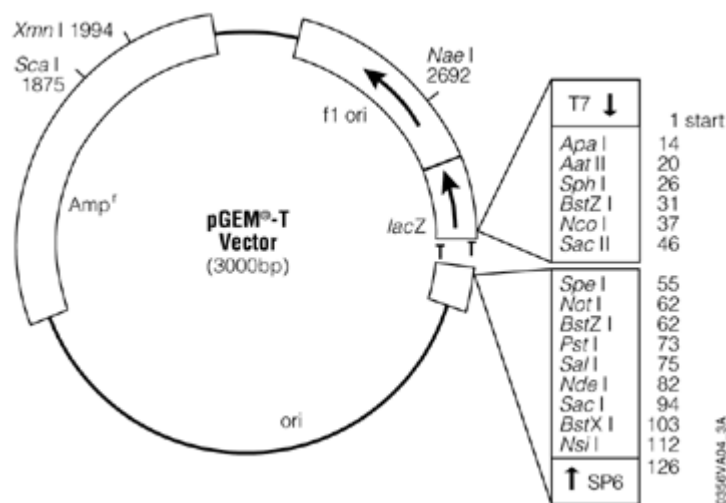 Xmn I 1994
Sca I
1875
Nae I
2692
f1 ori
Ampr
pGEM®-T
Vector
(3000bp)
lacZ
T T
ori
T7 ↓
1 start
Apa I 14
Aat II 20
Sph I 26
BstZ I 31
Nco I 37
Sac II 46
Spe I 55
Not I 62
BstZ I 62
Pst I 73
Sal I 75
Nde I 82
Sac I 94
BstX I 103
Nsi I 112
↑ SP6 126